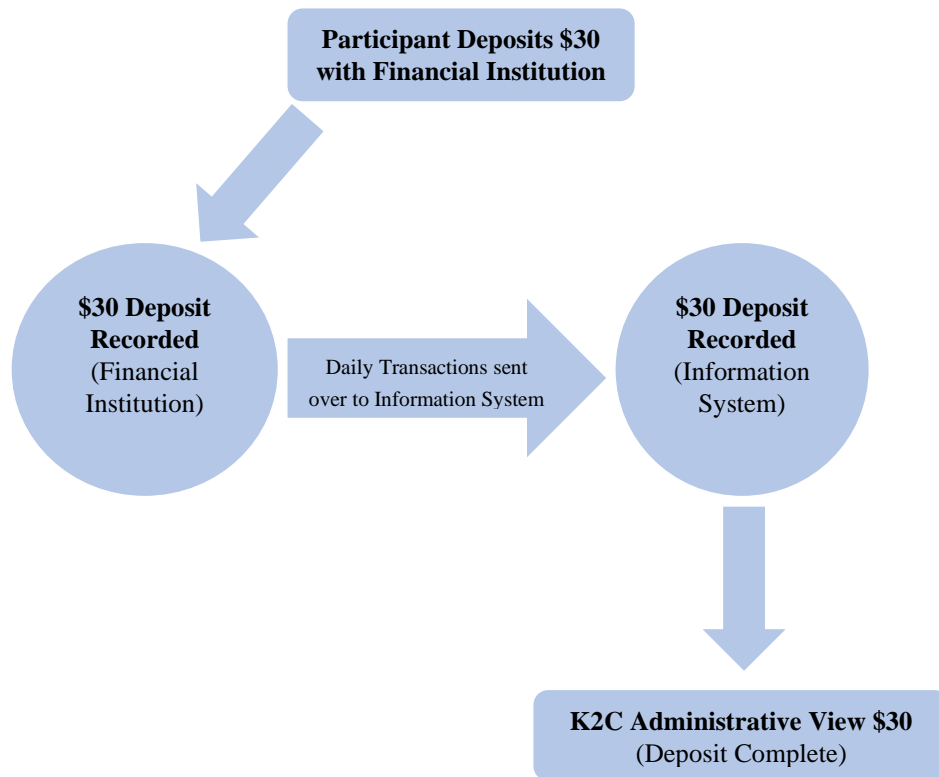 Participant Deposits $30
with Financial Institution
$30 Deposit
Recorded
(Financial
Institution)
Daily Transactions sent
over to Information System
$30 Deposit
Recorded
(Information
System)
K2C Administrative View $30
(Deposit Complete)